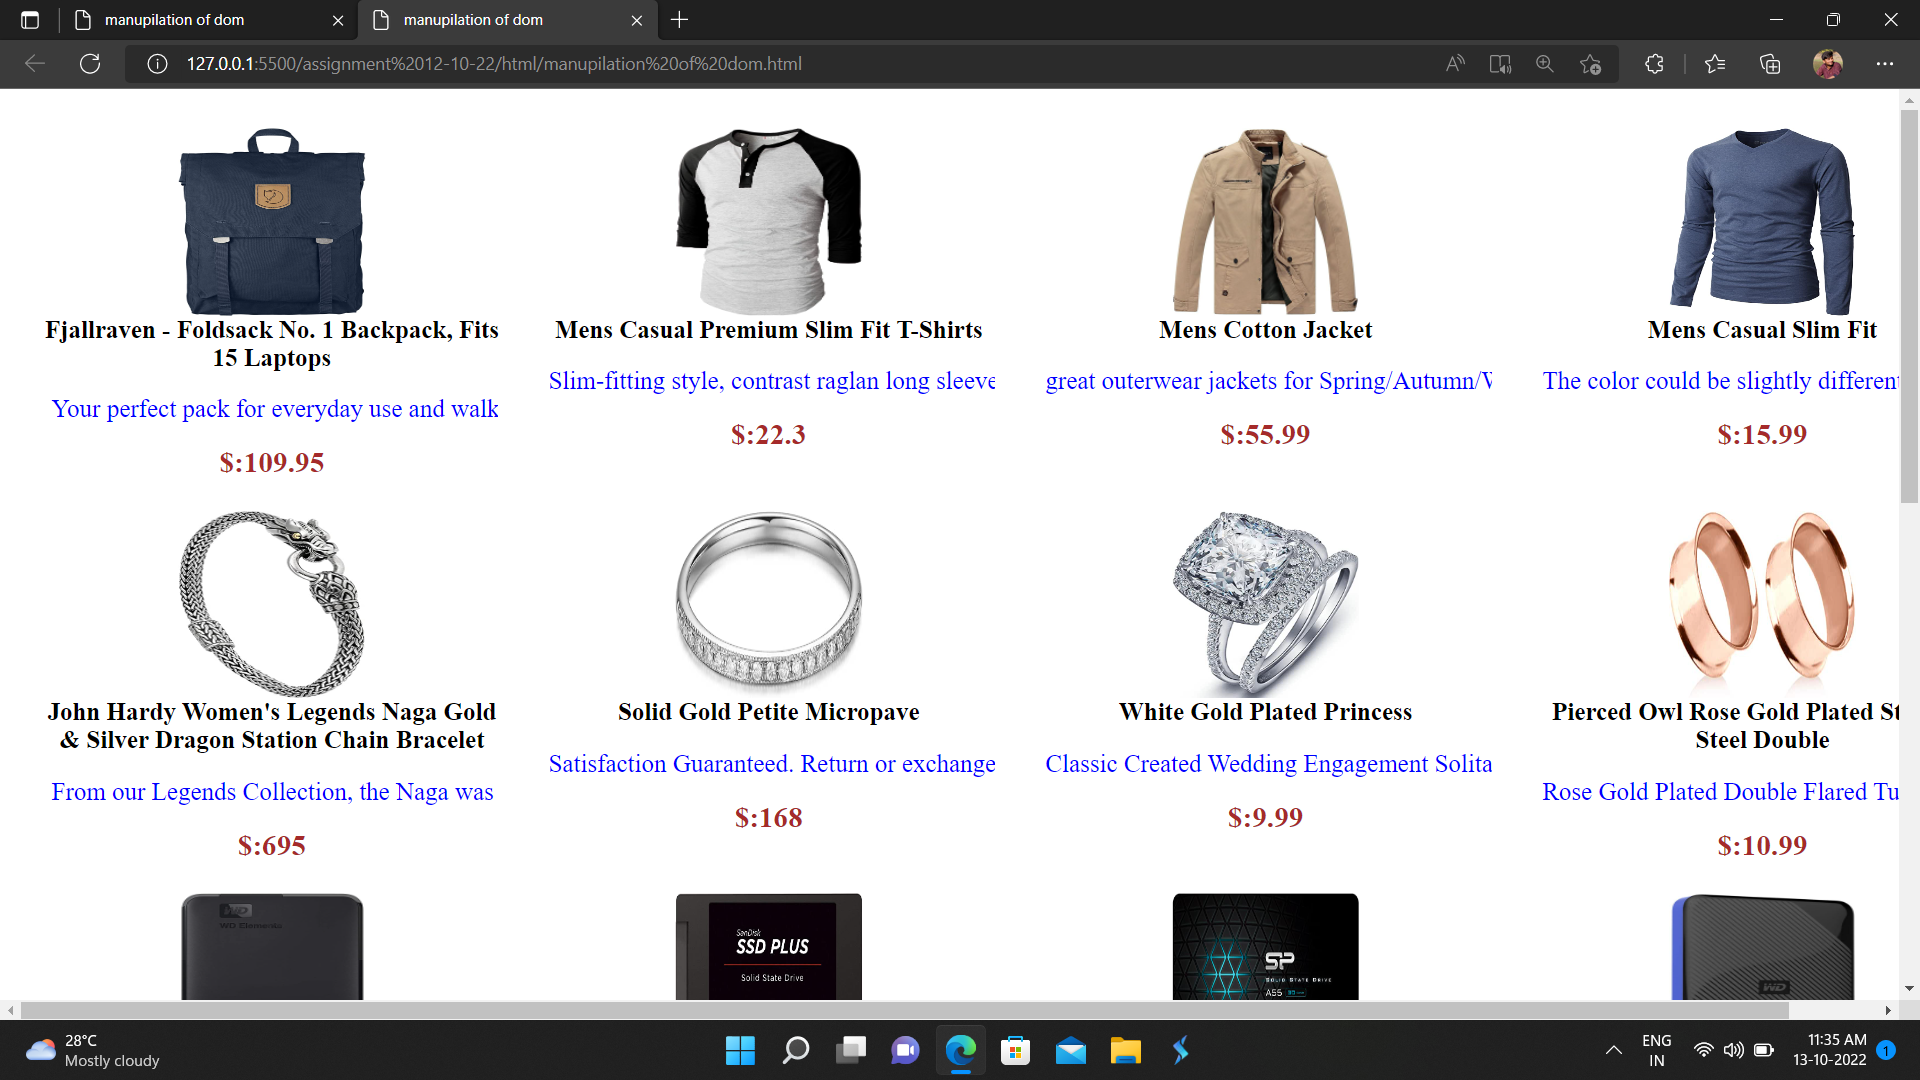 manupilation of dom
manupilation of dom
127.0.0.1:5500/assignment%2012-10-22/html/manupilation%20of%20dom.html
Fjallraven - Foldsack No. 1 Backpack, Fits
15 Laptops
Your perfect pack for everyday use and walk
$:109.95
Mens Casual Premium Slim Fit T-Shirts
Slim-fitting style, contrast raglan long sleeve
$:22.3
Mens Cotton Jacket
great outerwear jackets for Spring/Autumn/W
$:55.99
Mens Casual Slim Fit
The color could be slightly different
$:15.99
John Hardy Women's Legends Naga Gold
& Silver Dragon Station Chain Bracelet
From our Legends Collection, the Naga was
$:695
Solid Gold Petite Micropave
Satisfaction Guaranteed. Return or exchange
$:168
White Gold Plated Princess
Classic Created Wedding Engagement Solita
$:9.99
Pierced Owl Rose Gold Plated St
Steel Double
Rose Gold Plated Double Flared Tu
$:10.99
WD
WD Elements
SanDisk
SSD PLUS
Solid State Drive
SP
SOLID STATE DRIVE
A55
WD
28°C
Mostly cloudy
ENG
IN
11:35 AM
13-10-2022
1